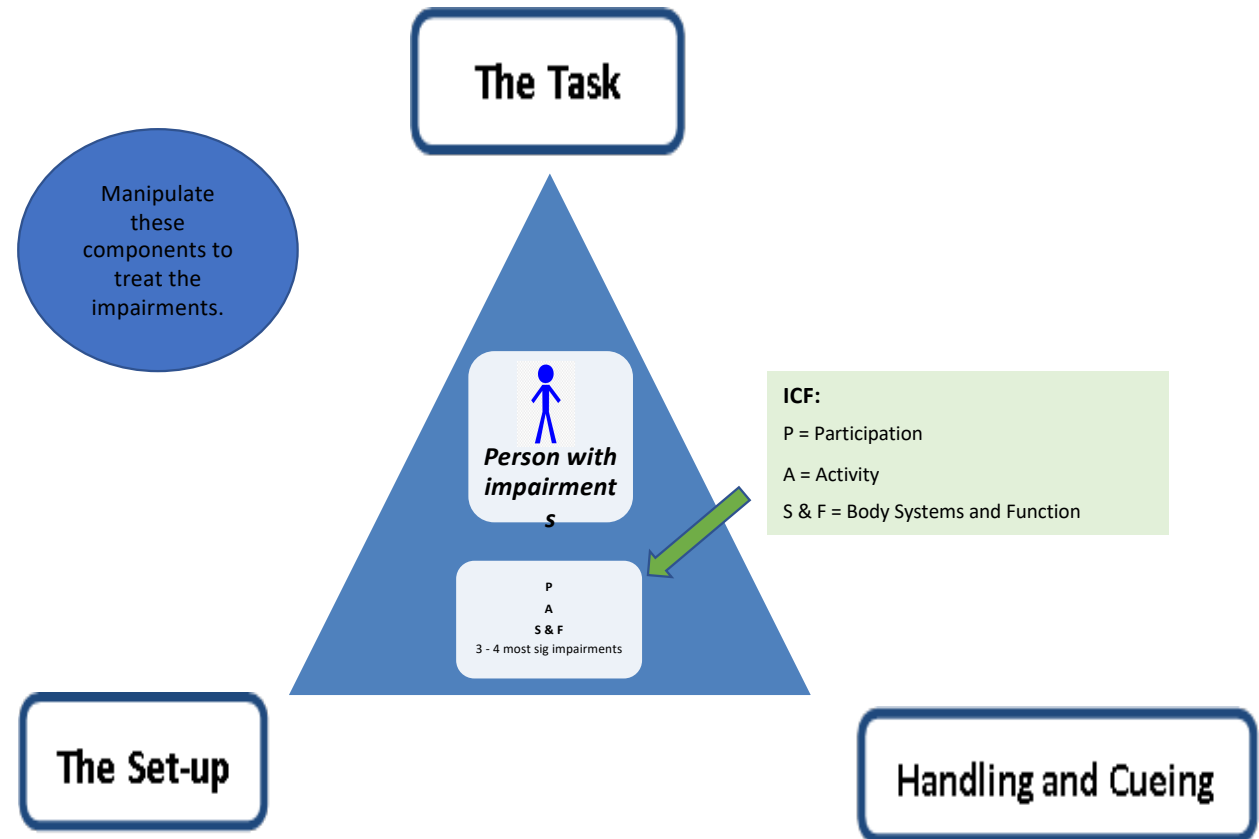 The Task
Manipulate
these
components to
treat the
impairments.
Person with
impairment
s
ICF:
P = Participation
A = Activity
S & F = Body Systems and Function
P
A
S & F
3 - 4 most sig impairments
The Set-up
Handling and Cueing